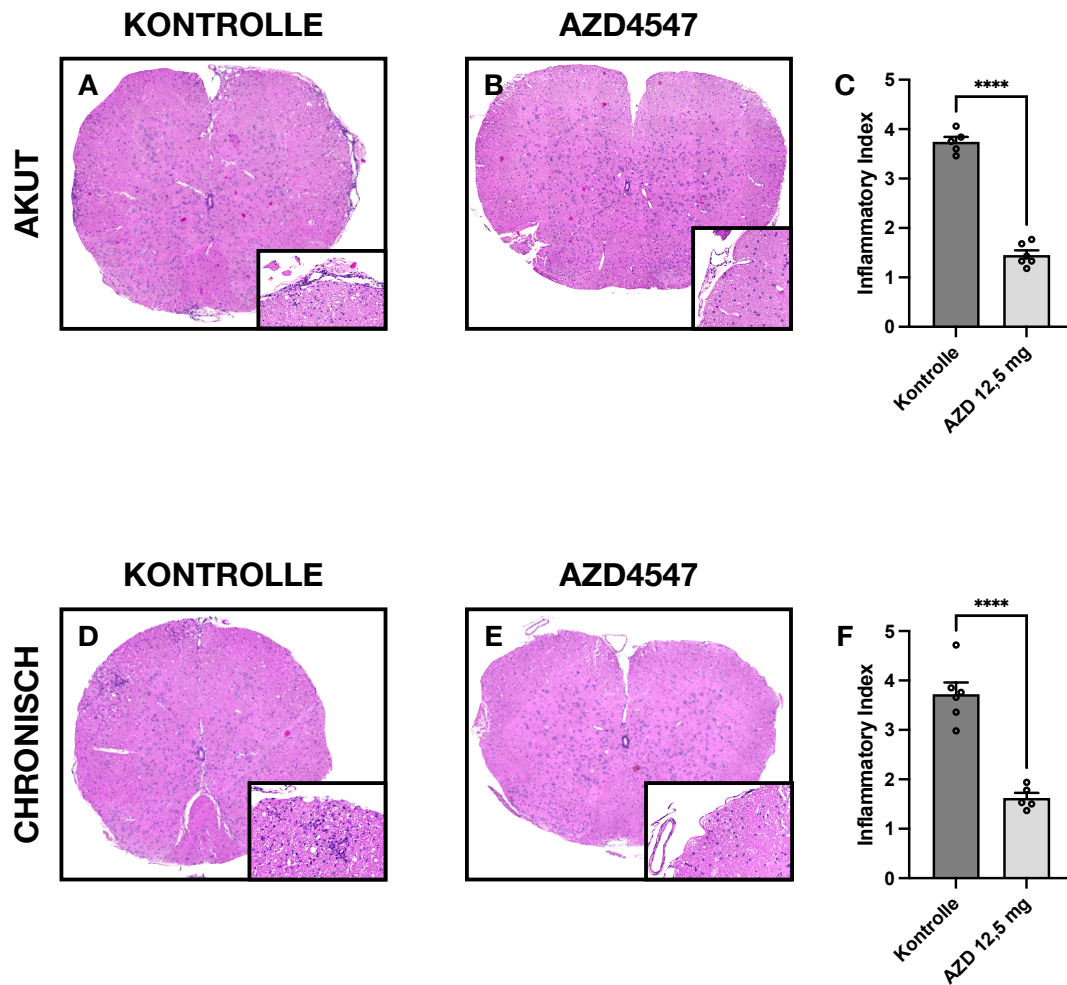 KONTROLLE
AZD4547
AKUT
A
B
C
Inflammatory Index
5
4
3
2
1
0
****
Kontrolle
AZD 12,5 mg
KONTROLLE
AZD4547
CHRONISCH
D
E
F
Inflammatory Index
5
4
3
2
1
0
****
Kontrolle
AZD 12,5 mg